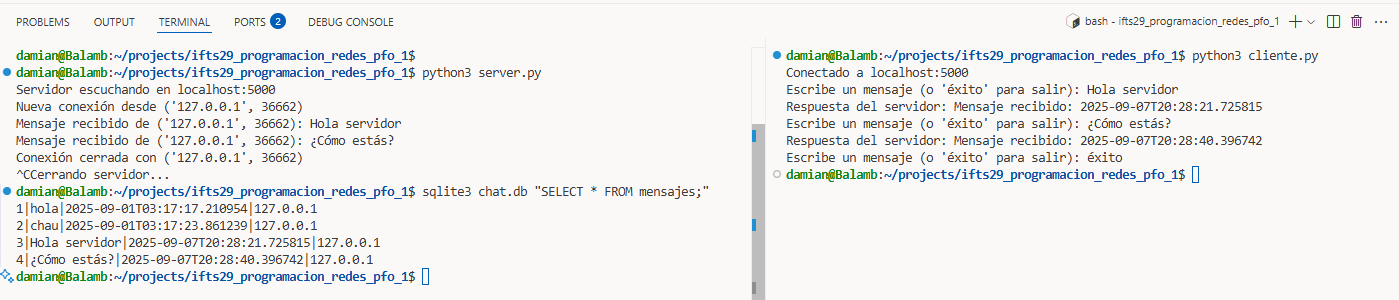 PROBLEMS OUTPUT TERMINAL PORTS 2 DEBUG CONSOLE
bash - ifts29_programacion_redes_pfo_1
damian@Balamb:~/projects/ifts29_programacion_redes_pfo_1$
damian@Balamb:~/projects/ifts29_programacion_redes_pfo_1$ python3 server.py
Servidor escuchando en localhost:5000
Nueva conexión desde ('127.0.0.1', 36662)
Mensaje recibido de ('127.0.0.1', 36662): Hola servidor
Mensaje recibido de ('127.0.0.1', 36662): ¿Cómo estás?
Conexión cerrada con ('127.0.0.1', 36662)
^CCerrando servidor...
damian@Balamb:~/projects/ifts29_programacion_redes_pfo_1$ sqlite3 chat.db "SELECT * FROM mensajes;"
1|hola|2025-09-01T03:17:17.210954|127.0.0.1
2|chau|2025-09-01T03:17:23.861239|127.0.0.1
3|Hola servidor|2025-09-07T20:28:21.725815|127.0.0.1
4|¿Cómo estás?|2025-09-07T20:28:40.396742|127.0.0.1
damian@Balamb:~/projects/ifts29_programacion_redes_pfo_1$
damian@Balamb:~/projects/ifts29_programacion_redes_pfo_1$ python3 cliente.py
Conectado a localhost:5000
Escribe un mensaje (o 'éxito' para salir): Hola servidor
Respuesta del servidor: Mensaje recibido: 2025-09-07T20:28:21.725815
Escribe un mensaje (o 'éxito' para salir): ¿Cómo estás?
Respuesta del servidor: Mensaje recibido: 2025-09-07T20:28:40.396742
Escribe un mensaje (o 'éxito' para salir): éxito
damian@Balamb:~/projects/ifts29_programacion_redes_pfo_1$